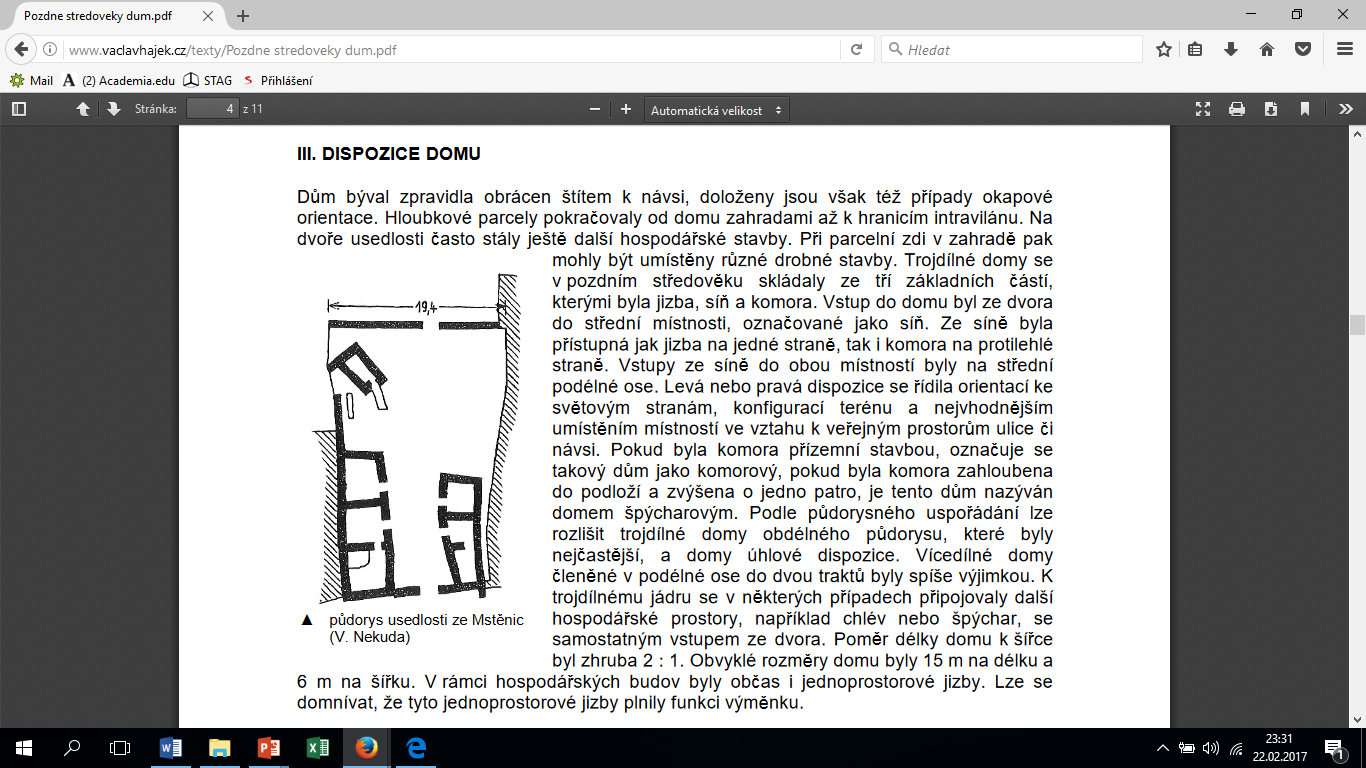 Pozdne stredoveky dum.pdf
www.vaclavhajek.cz/texty/Pozdne stredoveky dum.pdf
Hledat
Mail
(2) Academia.edu
STAG
Přihlášení
Stránka:
4
z 11
Automatická velikost
III. DISPOZICE DOMU
Dům býval zpravidla obrácen štítem k návsi, doloženy jsou však též případy okapové
orientace. Hloubkové parcely pokračovaly od domu zahradami až k hranicím intravilánu. Na
dvoře usedlosti často stály ještě další hospodářské stavby. Při parcelní zdi v zahradě pak
mohly být umístěny různé drobné stavby. Trojdílné domy se
v pozdním středověku skládaly ze tří základních částí,
kterými byla jizba, síň a komora. Vstup do domu byl ze dvora
do střední místnosti, označované jako síň. Ze síně byla
přístupná jak jizba na jedné straně, tak i komora na protilehlé
straně. Vstupy ze síně do obou místností byly na střední
podélné ose. Levá nebo pravá dispozice se řídila orientací ke
světovým stranám, konfigurací terénu a nejvhodnějším
umístěním místností ve vztahu k veřejným prostorům ulice či
návsi. Pokud byla komora přízemní stavbou, označuje se
takový dům jako komorový, pokud byla komora zahloubena
do podloží a zvýšena o jedno patro, je tento dům nazýván
domem špýcharovým. Podle půdorysného uspořádání lze
rozlišit trojdílné domy obdélného půdorysu, které byly
nejčastější, a domy úhlové dispozice. Vícedílné domy
členěné v podélné ose do dvou traktů byly spíše výjimkou. K
trojdílnému jádru se v některých případech připojovaly další
hospodářské prostory, například chlév nebo špýchar, se
samostatným vstupem ze dvora. Poměr délky domu k šířce
byl zhruba 2 : 1. Obvyklé rozměry domu byly 15 m na délku a
6 m na šířku. V rámci hospodářských budov byly občas i jednoprostorové jizby. Lze se
domnívat, že tyto jednoprostorové jizby plnily funkci výměnku.
19,4
▲ půdorys usedlosti ze Mstěnic
(V. Nekuda)
23:31
22.02.2017
1